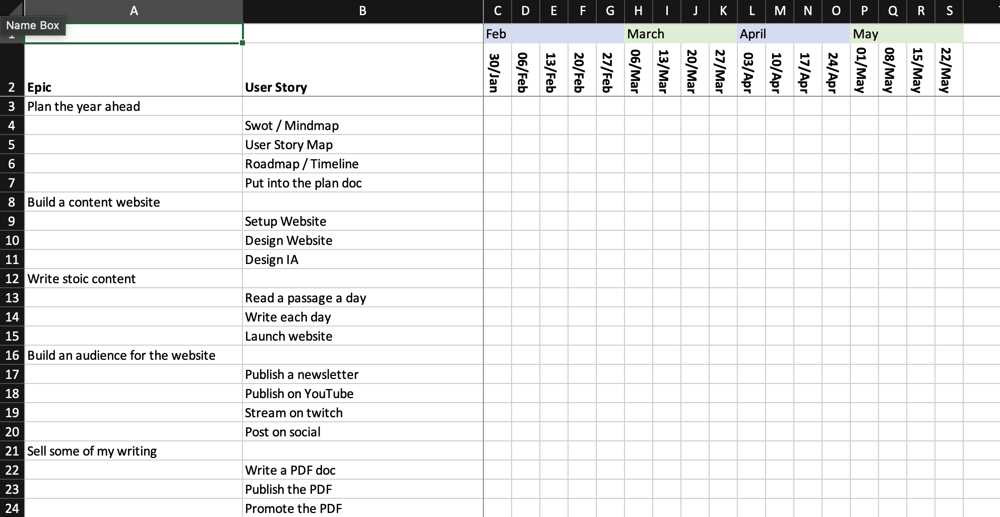 A B C D E F G H I J K L M N O P Q R S
Name Box
1 Feb March April May
30/Jan 06/Feb 13/Feb 20/Feb 27/Feb 06/Mar 13/Mar 20/Mar 27/Mar 03/Apr 10/Apr 17/Apr 24/Apr 01/May 08/May 15/May 22/May
2 Epic User Story
3 Plan the year ahead
4 Swot / Mindmap
5 User Story Map
6 Roadmap / Timeline
7 Put into the plan doc
8 Build a content website
9 Setup Website
10 Design Website
11 Design IA
12 Write stoic content
13 Read a passage a day
14 Write each day
15 Launch website
16 Build an audience for the website
17 Publish a newsletter
18 Publish on YouTube
19 Stream on twitch
20 Post on social
21 Sell some of my writing
22 Write a PDF doc
23 Publish the PDF
24 Promote the PDF